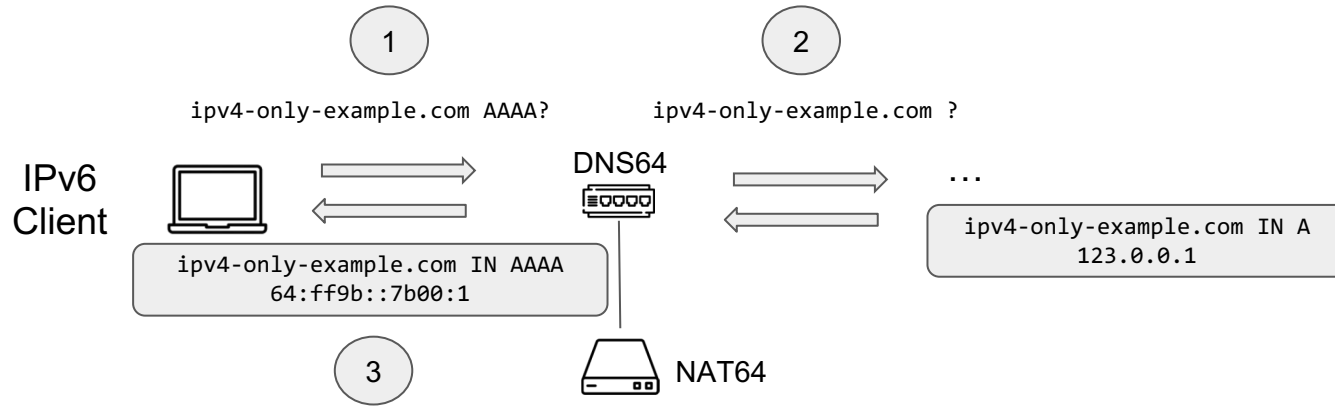 1
2
ipv4-only-example.com AAAA?
ipv4-only-example.com ?
IPv6
Client
DNS64
...
ipv4-only-example.com IN A
123.0.0.1
ipv4-only-example.com IN AAAA
64:ff9b::7b00:1
3
NAT64